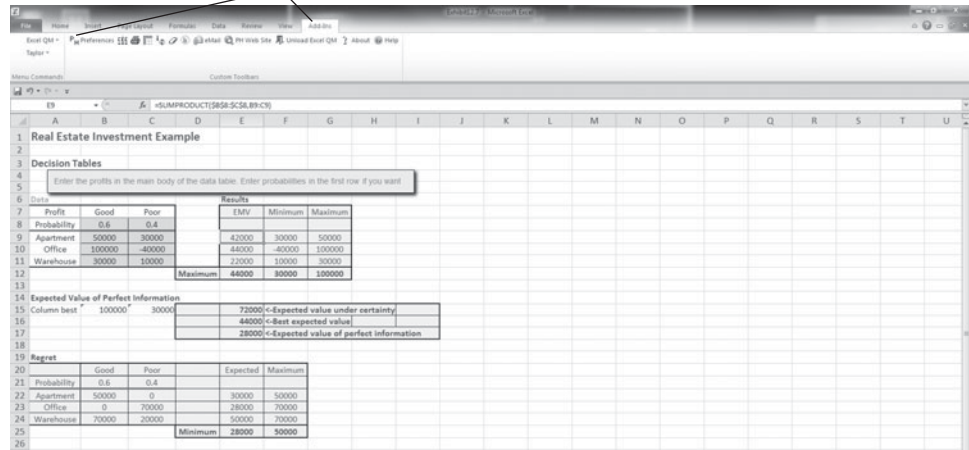 Exhibit12.2 - Microsoft Excel
File Home Insert Page Layout Formulas Data Review View Add-Ins
Excel QM Preferences eMail PH Web Site Unload Excel QM ? About Help
Taylor
Menu Commands Custom Toolbars
E9 fx =SUMPRODUCT($B$8:$C$8,B9:C9)
A B C D E F G H I J K L M N O P Q R S T U
1 Real Estate Investment Example
2
3 Decision Tables
4
Enter the profits in the main body of the data table. Enter probabilities in the first row if you want
5
6 Data Results
7 Profit Good Poor EMV Minimum Maximum
8 Probability 0.6 0.4
9 Apartment 50000 30000 42000 30000 50000
10 Office 100000 -40000 44000 -40000 100000
11 Warehouse 30000 10000 22000 10000 30000
12 Maximum 44000 30000 100000
13
14 Expected Value of Perfect Information
15 Column best 100000 30000 72000 <-Expected value under certainty
16 44000 <-Best expected value
17 28000 <-Expected value of perfect information
18
19 Regret
20 Good Poor Expected Maximum
21 Probability 0.6 0.4
22 Apartment 50000 0 30000 50000
23 Office 0 70000 28000 70000
24 Warehouse 70000 20000 50000 70000
25 Minimum 28000 50000
26